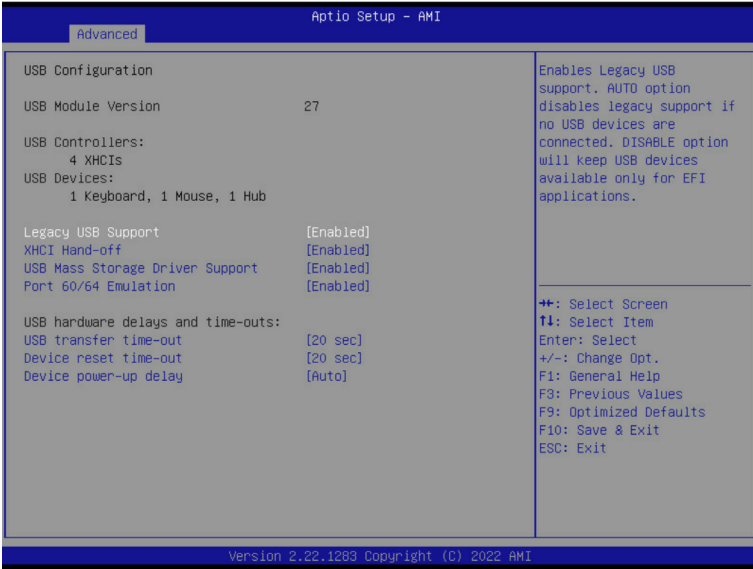 Aptio Setup – AMI
Advanced
USB Configuration
USB Module Version 27
USB Controllers:
4 XHCIs
USB Devices:
1 Keyboard, 1 Mouse, 1 Hub
Legacy USB Support [Enabled]
XHCI Hand-off [Enabled]
USB Mass Storage Driver Support [Enabled]
Port 60/64 Emulation [Enabled]
USB hardware delays and time-outs:
USB transfer time-out [20 sec]
Device reset time-out [20 sec]
Device power-up delay [Auto]
Enables Legacy USB
support. AUTO option
disables legacy support if
no USB devices are
connected. DISABLE option
will keep USB devices
available only for EFI
applications.
→←: Select Screen
↑↓: Select Item
Enter: Select
+/-: Change Opt.
F1: General Help
F3: Previous Values
F9: Optimized Defaults
F10: Save & Exit
ESC: Exit
Version 2.22.1283 Copyright (C) 2022 AMI